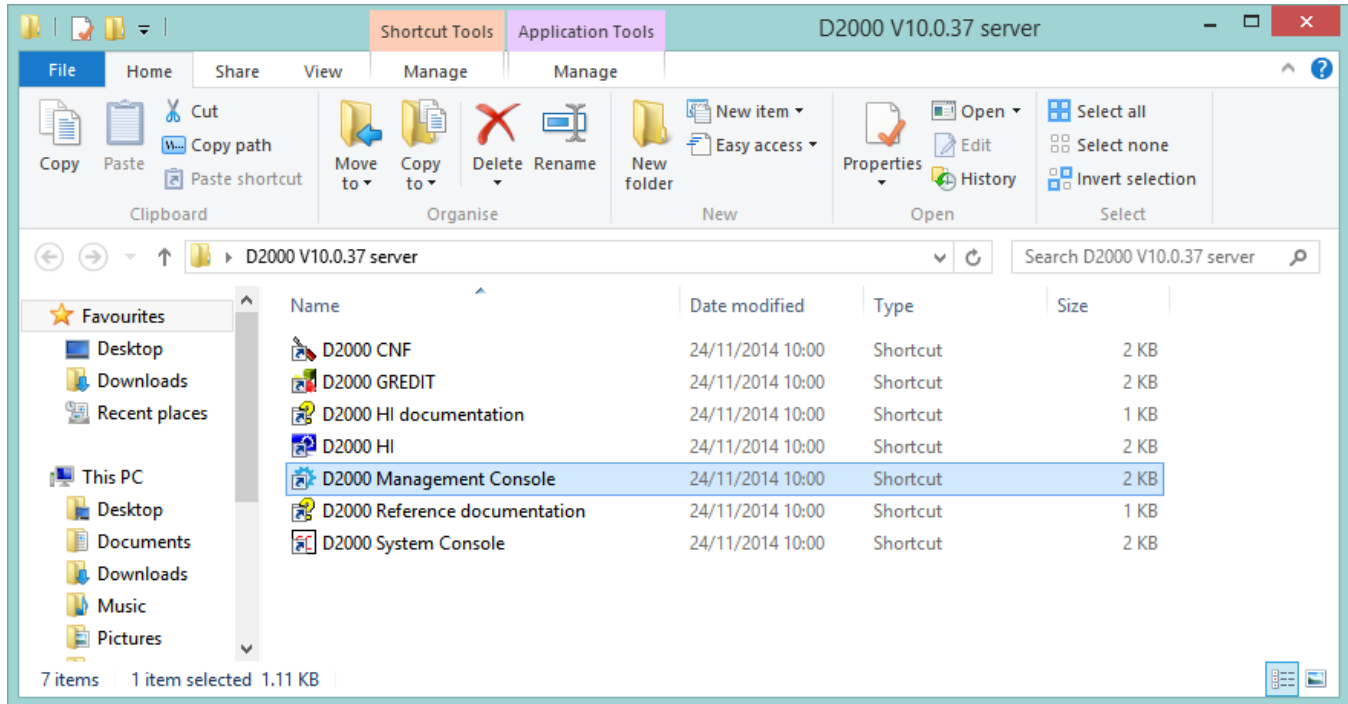 Shortcut Tools Application Tools D2000 V10.0.37 server
File Home Share View Manage Manage
Copy
Paste
Cut
Copy path
Paste shortcut
Clipboard
Move to
Copy to
Delete
Rename
Organise
New folder
New item
Easy access
New
Properties
Open
Edit
History
Open
Select all
Select none
Invert selection
Select
D2000 V10.0.37 server
Search D2000 V10.0.37 server
Favourites
Desktop
Downloads
Recent places
This PC
Desktop
Documents
Downloads
Music
Pictures
Name Date modified Type Size
D2000 CNF 24/11/2014 10:00 Shortcut 2 KB
D2000 GREDIT 24/11/2014 10:00 Shortcut 2 KB
D2000 HI documentation 24/11/2014 10:00 Shortcut 1 KB
D2000 HI 24/11/2014 10:00 Shortcut 2 KB
D2000 Management Console 24/11/2014 10:00 Shortcut 2 KB
D2000 Reference documentation 24/11/2014 10:00 Shortcut 1 KB
D2000 System Console 24/11/2014 10:00 Shortcut 2 KB
7 items 1 item selected 1.11 KB